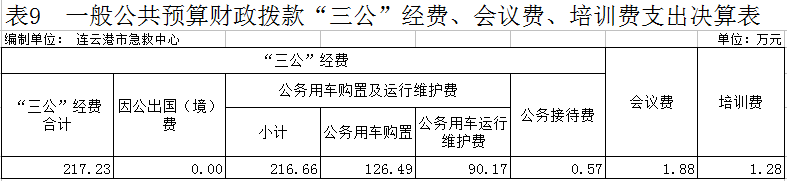 表9 一般公共预算财政拨款“三公”经费、会议费、培训费支出决算表
编制单位： 连云港市急救中心 单位：万元
“三公”经费 会议费 培训费
“三公”经费合计 因公出国（境）费 公务用车购置及运行维护费 公务接待费
小计 公务用车购置 公务用车运行维护费
217.23 0.00 216.66 126.49 90.17 0.57 1.88 1.28